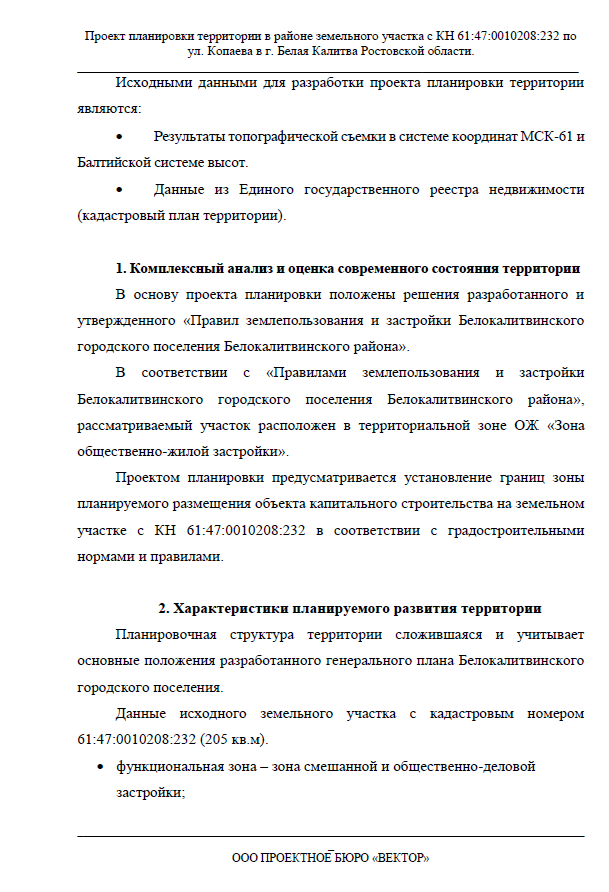 Проект планировки территории в районе земельного участка с КН 61:47:0010208:232 по
ул. Копаева в г. Белая Калитва Ростовской области.
Исходными данными для разработки проекта планировки территории
являются:
• Результаты топографической съемки в системе координат МСК-61 и
Балтийской системе высот.
• Данные из Единого государственного реестра недвижимости
(кадастровый план территории).
1. Комплексный анализ и оценка современного состояния территории
В основу проекта планировки положены решения разработанного и
утвержденного «Правил землепользования и застройки Белокалитвинского
городского поселения Белокалитвинского района».
В соответствии с «Правилами землепользования и застройки
Белокалитвинского городского поселения Белокалитвинского района»,
рассматриваемый участок расположен в территориальной зоне ОЖ «Зона
общественно-жилой застройки».
Проектом планировки предусматривается установление границ зоны
планируемого размещения объекта капитального строительства на земельном
участке с КН 61:47:0010208:232 в соответствии с градостроительными
нормами и правилами.
2. Характеристики планируемого развития территории
Планировочная структура территории сложившаяся и учитывает
основные положения разработанного генерального плана Белокалитвинского
городского поселения.
Данные исходного земельного участка с кадастровым номером
61:47:0010208:232 (205 кв.м).
• функциональная зона – зона смешанной и общественно-деловой
застройки;
ООО ПРОЕКТНОЕ БЮРО «ВЕКТОР»